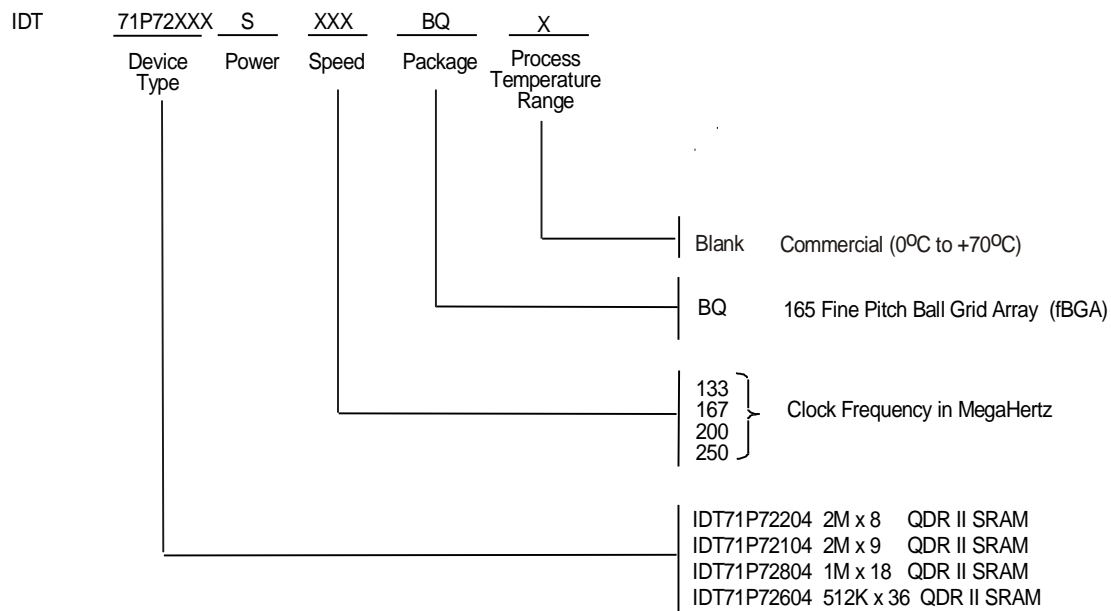 IDT 71P72XXX S XXX BQ X
Device Type
Power
Speed
Package
Process Temperature Range
Blank Commercial (0°C to +70°C)
BQ 165 Fine Pitch Ball Grid Array (fBGA)
133
167
200
250
Clock Frequency in MegaHertz
IDT71P72204 2M x 8 QDR II SRAM
IDT71P72104 2M x 9 QDR II SRAM
IDT71P72804 1M x 18 QDR II SRAM
IDT71P72604 512K x 36 QDR II SRAM